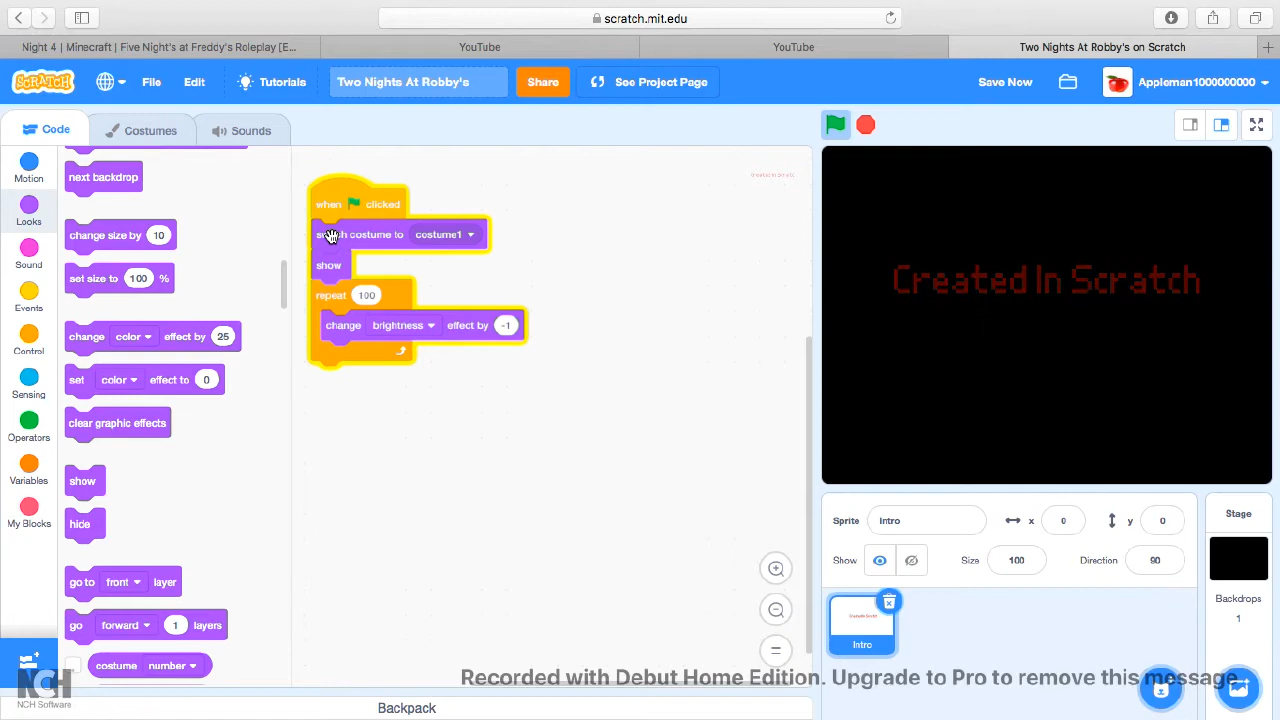 scratch.mit.edu
Night 4 | Minecraft | Five Night's at Freddy's Roleplay [E...
YouTube
YouTube
Two Nights At Robby's on Scratch
SCRATCH
File
Edit
Tutorials
Two Nights At Robby's
Share
See Project Page
Save Now
Appleman1000000000
Code
Costumes
Sounds
Motion
Looks
Sound
Events
Control
Sensing
Operators
Variables
My Blocks
next backdrop
change size by 10
set size to 100 %
change color effect by 25
set color effect to 0
clear graphic effects
show
hide
go to front layer
go forward 1 layers
costume number
when clicked
costume to costume1
show
repeat 100
change brightness effect by -1
Created In Scratch
Created In Scratch
Sprite Intro x 0 y 0
Show Size 100 Direction 90
Intro
Stage
Backdrops
1
Backpack
NCH
NCH Software
Recorded with Debut Home Edition. Upgrade to Pro to remove this message.